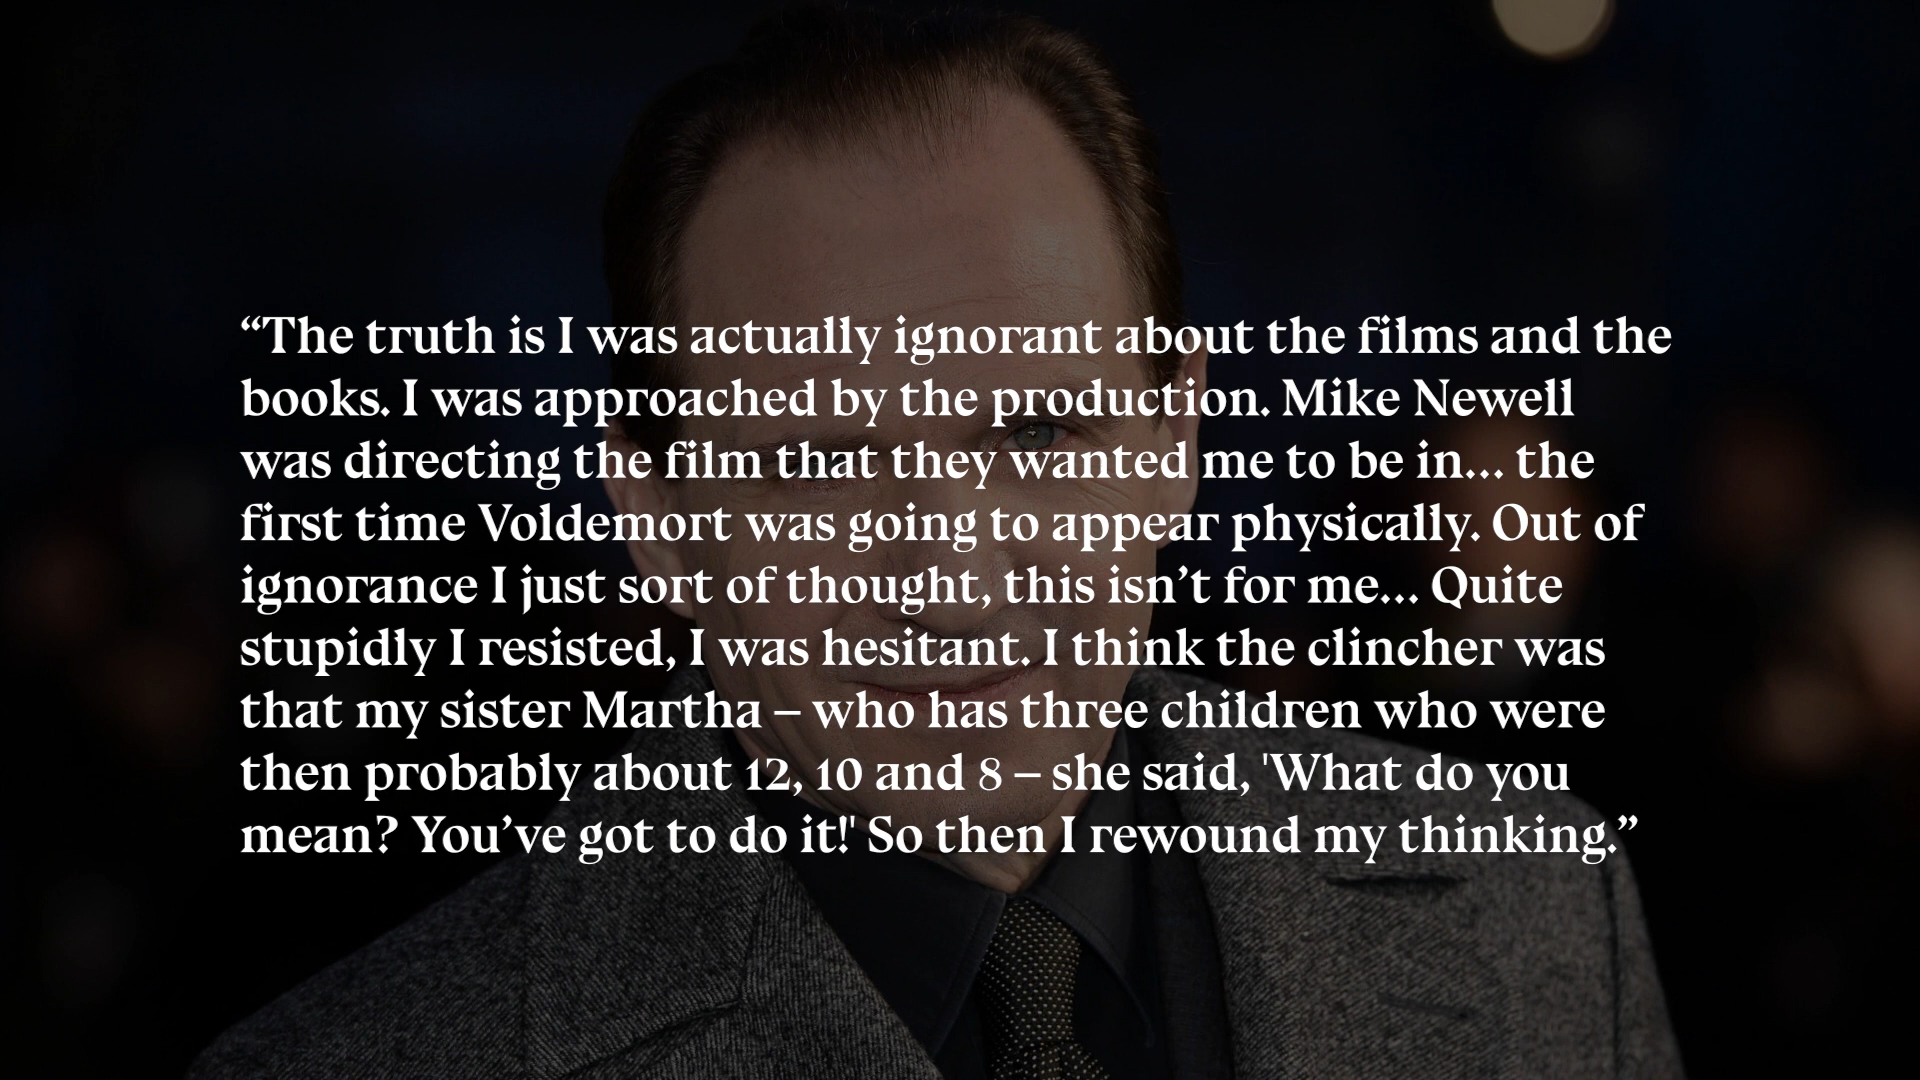 “The truth is I was actually ignorant about the films and the
books. I was approached by the production. Mike Newell
was directing the film that they wanted me to be in… the
first time Voldemort was going to appear physically. Out of
ignorance I just sort of thought, this isn’t for me… Quite
stupidly I resisted, I was hesitant. I think the clincher was
that my sister Martha – who has three children who were
then probably about 12, 10 and 8 – she said, 'What do you
mean? You’ve got to do it!' So then I rewound my thinking.”